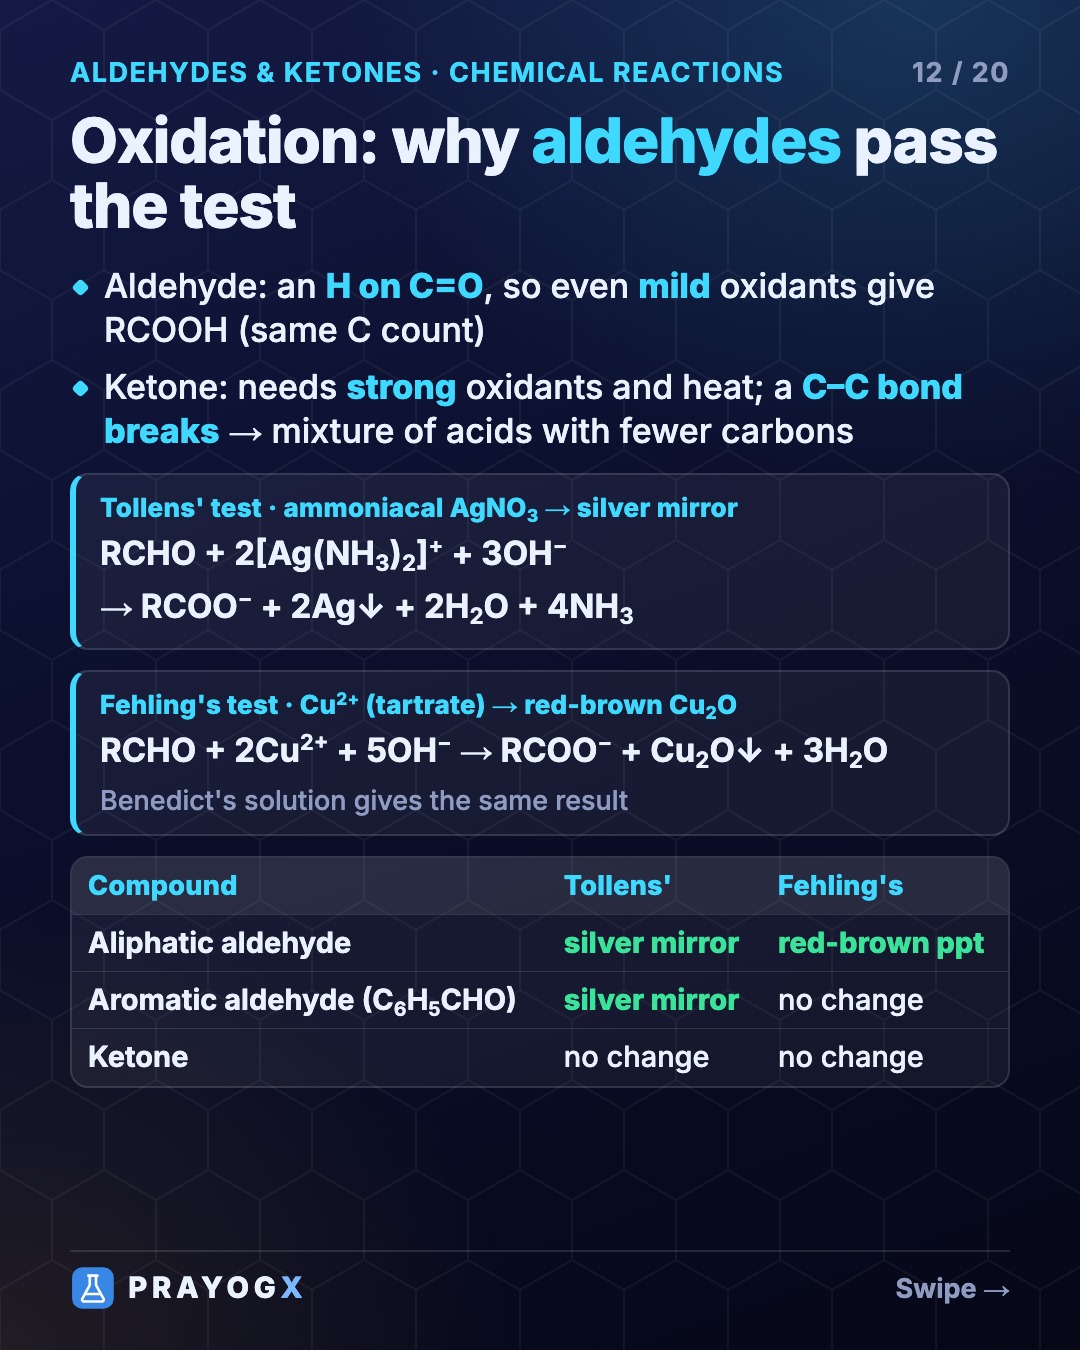 ALDEHYDES & KETONES · CHEMICAL REACTIONS
12 / 20
Oxidation: why aldehydes pass
the test
Aldehyde: an H on C=O, so even mild oxidants give
RCOOH (same C count)
Ketone: needs strong oxidants and heat; a C–C bond
breaks → mixture of acids with fewer carbons
Tollens' test · ammoniacal AgNO₃ → silver mirror
RCHO + 2[Ag(NH₃)₂]⁺ + 3OH⁻
→ RCOO⁻ + 2Ag↓ + 2H₂O + 4NH₃
Fehling's test · Cu²⁺ (tartrate) → red-brown Cu₂O
RCHO + 2Cu²⁺ + 5OH⁻ → RCOO⁻ + Cu₂O↓ + 3H₂O
Benedict's solution gives the same result
Compound Tollens' Fehling's
Aliphatic aldehyde silver mirror red-brown ppt
Aromatic aldehyde (C₆H₅CHO) silver mirror no change
Ketone no change no change
PRAYOGX
Swipe →